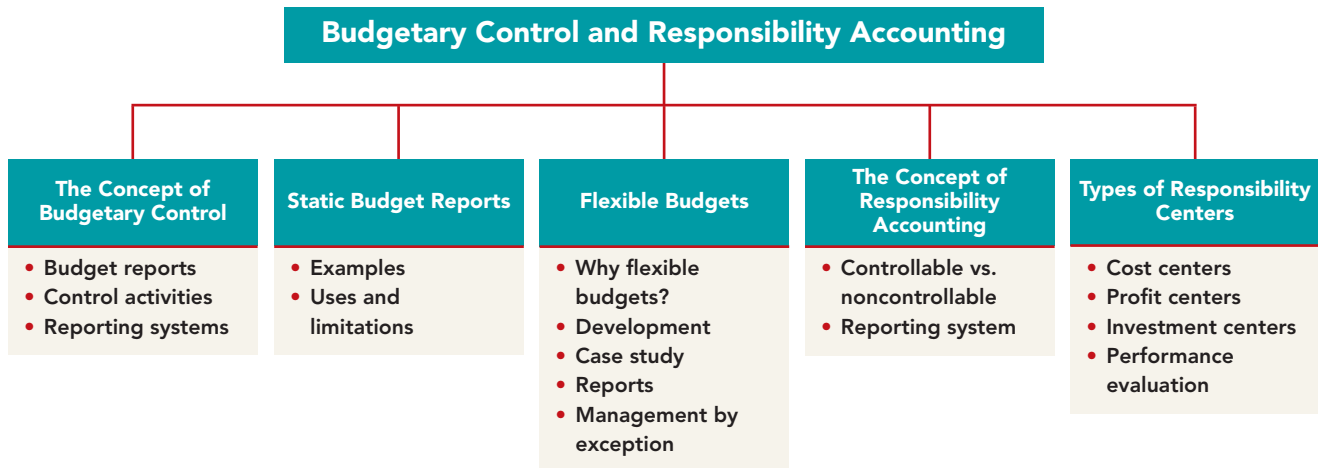 Budgetary Control and Responsibility Accounting
The Concept of
Budgetary Control
• Budget reports
• Control activities
• Reporting systems
Static Budget Reports
• Examples
• Uses and
limitations
Flexible Budgets
• Why flexible
budgets?
• Development
• Case study
• Reports
• Management by
exception
The Concept of
Responsibility
Accounting
• Controllable vs.
noncontrollable
• Reporting system
Types of Responsibility
Centers
• Cost centers
• Profit centers
• Investment centers
• Performance
evaluation